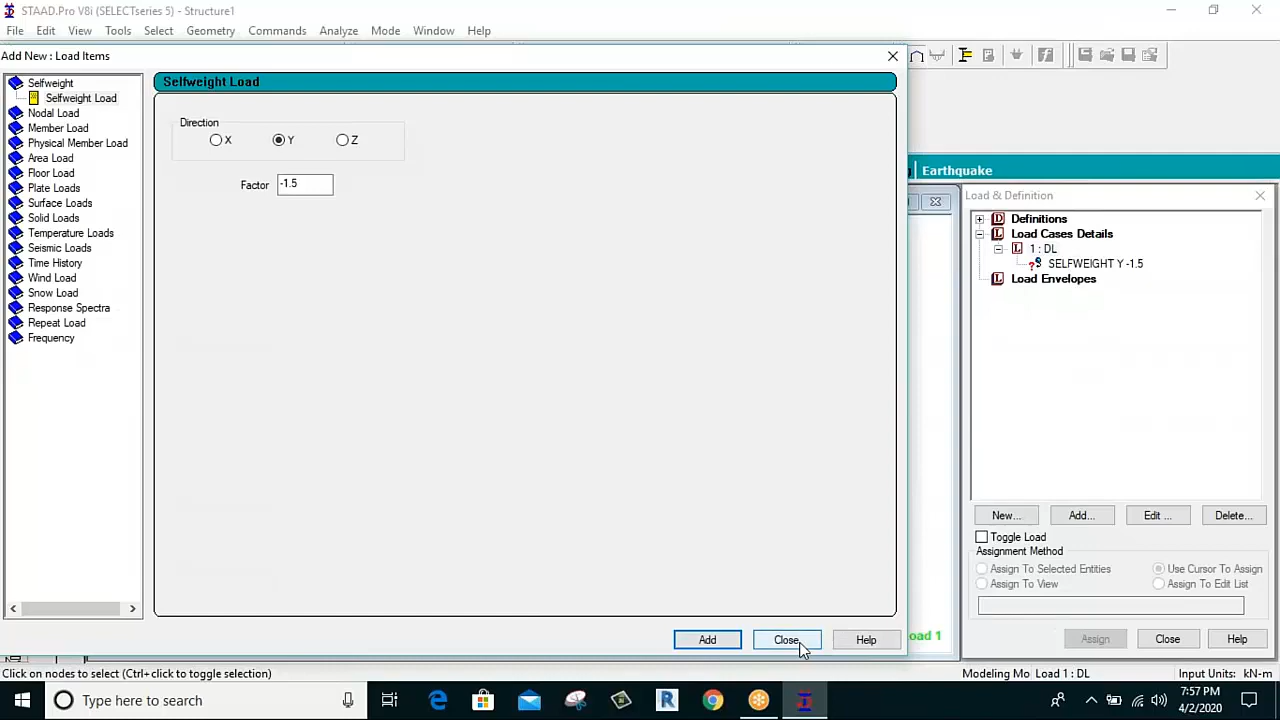 STAAD.Pro V8i (SELECTseries 5) - Structure1
File Edit View Tools Select Geometry Commands Analyze Mode Window Help
Add New : Load Items
Selfweight
Selfweight Load
Nodal Load
Member Load
Physical Member Load
Area Load
Floor Load
Plate Loads
Surface Loads
Solid Loads
Temperature Loads
Seismic Loads
Time History
Wind Load
Snow Load
Response Spectra
Repeat Load
Frequency
Selfweight Load
Direction
X Y Z
Factor -1.5
Add Close Help
Earthquake
Load & Definition
Definitions
Load Cases Details
1 : DL
SELFWEIGHT Y -1.5
Load Envelopes
New... Add... Edit ... Delete...
Toggle Load
Assignment Method
Assign To Selected Entities Use Cursor To Assign
Assign To View Assign To Edit List
Assign Close Help
oad 1
Click on nodes to select (Ctrl+click to toggle selection) Modeling Mo Load 1 : DL Input Units: kN-m
Type here to search
7:57 PM
4/2/2020